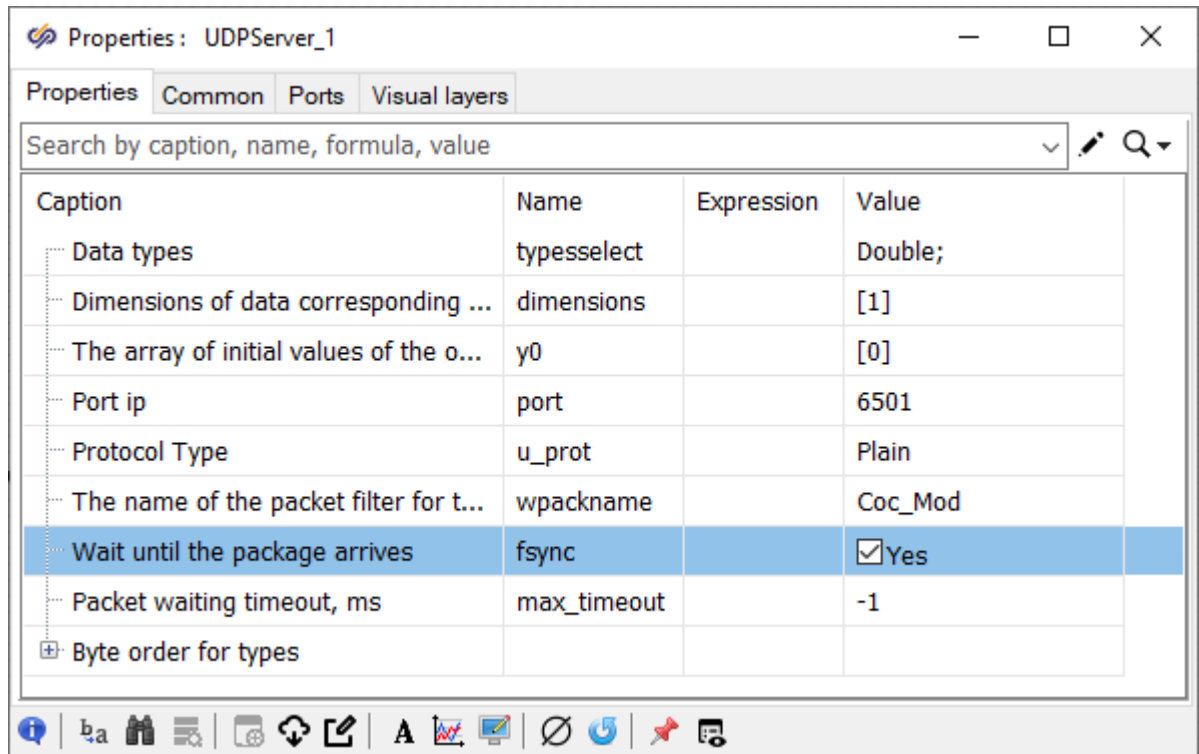 Properties : UDPServer_1
Properties Common Ports Visual layers
Search by caption, name, formula, value
Caption Name Expression Value
Data types typesselect Double;
Dimensions of data corresponding ... dimensions [1]
The array of initial values of the o... y0 [0]
Port ip port 6501
Protocol Type u_prot Plain
The name of the packet filter for t... wpackname Coc_Mod
Wait until the package arrives fsync Yes
Packet waiting timeout, ms max_timeout -1
Byte order for types
b a A